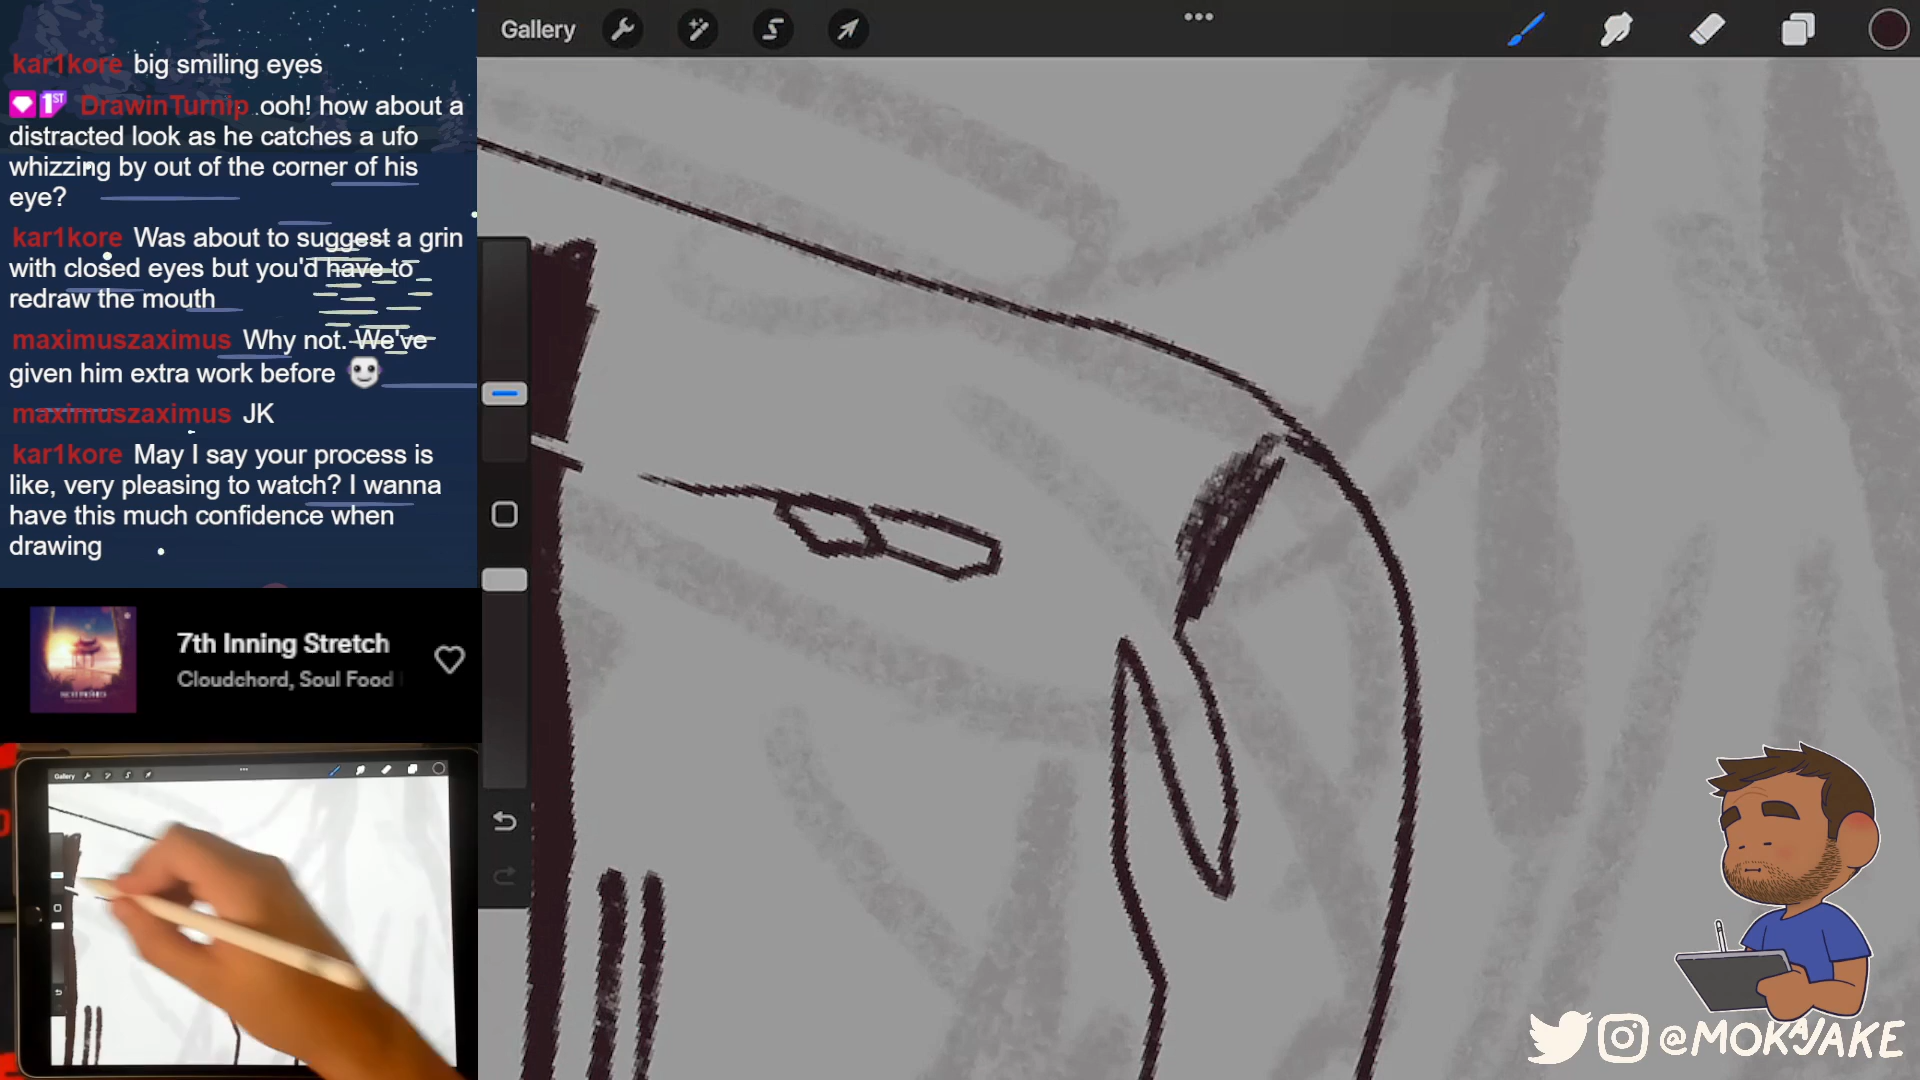 Gallery
kar1kore big smiling eyes
1ST DrawinTurnip ooh! how about a
distracted look as he catches a ufo
whizzing by out of the corner of his
eye?
kar1kore Was about to suggest a grin
with closed eyes but you'd have to
redraw the mouth
maximuszaximus Why not. We've
given him extra work before
maximuszaximus JK
kar1kore May I say your process is
like, very pleasing to watch? I wanna
have this much confidence when
drawing
7th Inning Stretch
Cloudchord, Soul Food
Gallery
@MOKAJAKE